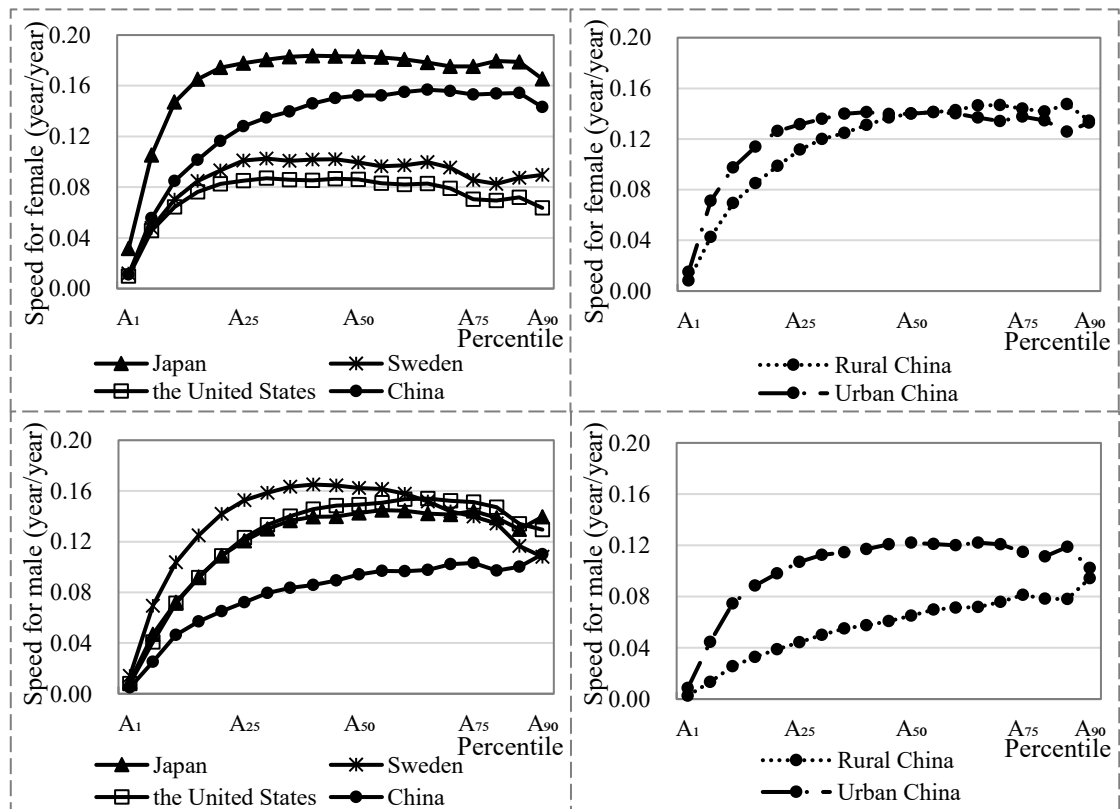 Speed for female (year/year)
0.20
0.16
0.12
0.08
0.04
0.00
A1 A25 A50 A75 A90
Percentile
Japan Sweden
the United States China
Speed for female (year/year)
0.20
0.16
0.12
0.08
0.04
0.00
A1 A25 A50 A75 A90
Percentile
Rural China
Urban China
Speed for male (year/year)
0.20
0.16
0.12
0.08
0.04
0.00
A1 A25 A50 A75 A90
Percentile
Japan Sweden
the United States China
Speed for male (year/year)
0.20
0.16
0.12
0.08
0.04
0.00
A1 A25 A50 A75 A90
Percentile
Rural China
Urban China